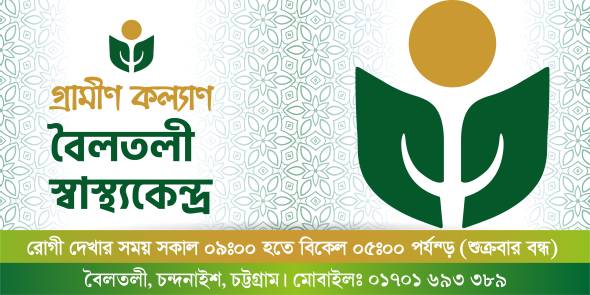 গ্রামীণ কল্যাণ
বৈলতলী
স্বাস্থ্যকেন্দ্র
রোগী দেখার সময় সকাল ০৯ঃ০০ হতে বিকেল ০৫ঃ০০ পর্যন্ড় (শুক্রবার বন্ধ)
বৈলতলী, চন্দনাইশ, চট্টগ্রাম। মোবাইলঃ ০১৭০১ ৬৯৩ ৩৮৯